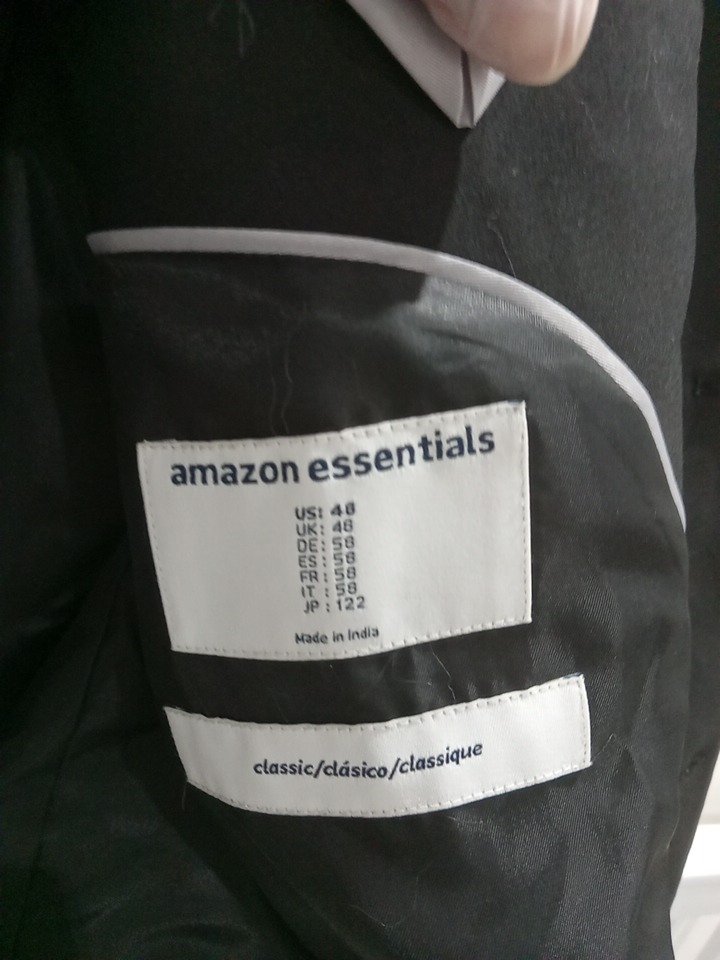 amazon essentials
US: 48
UK: 48
DE: 58
ES: 58
FR: 58
IT : 58
JP : 122
Made in India
classic/clásico/classique